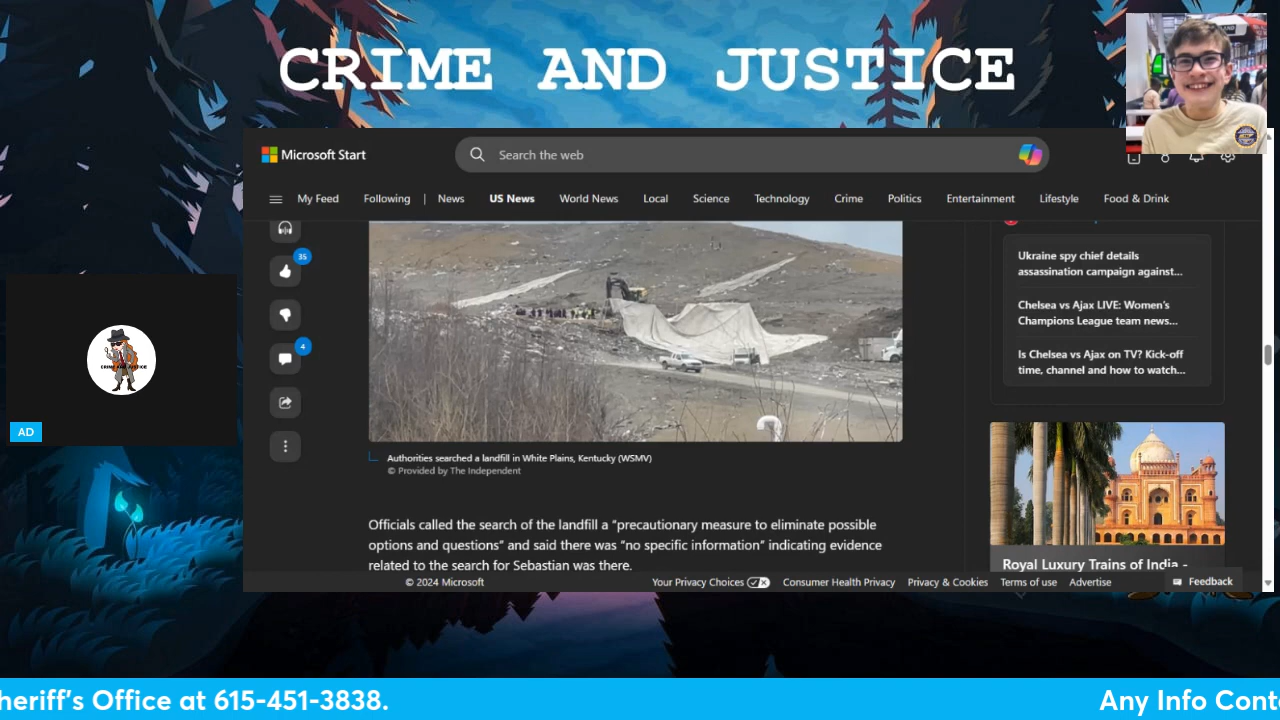 CRIME AND JUSTICE
Microsoft Start
Search the web
My Feed Following | News US News World News Local Science Technology Crime Politics Entertainment Lifestyle Food & Drink
35
4
Ukraine spy chief details
assassination campaign against...
Chelsea vs Ajax LIVE: Women's
Champions League team news...
Is Chelsea vs Ajax on TV? Kick-off
time, channel and how to watch...
CRIME AND JUSTICE
AD
Authorities searched a landfill in White Plains, Kentucky (WSMV)
© Provided by The Independent
Officials called the search of the landfill a "precautionary measure to eliminate possible
options and questions" and said there was "no specific information" indicating evidence
related to the search for Sebastian was there.
Royal Luxury Trains of India -
© 2024 Microsoft Your Privacy Choices Consumer Health Privacy Privacy & Cookies Terms of use Advertise Feedback
heriff's Office at 615-451-3838. Any Info Cont